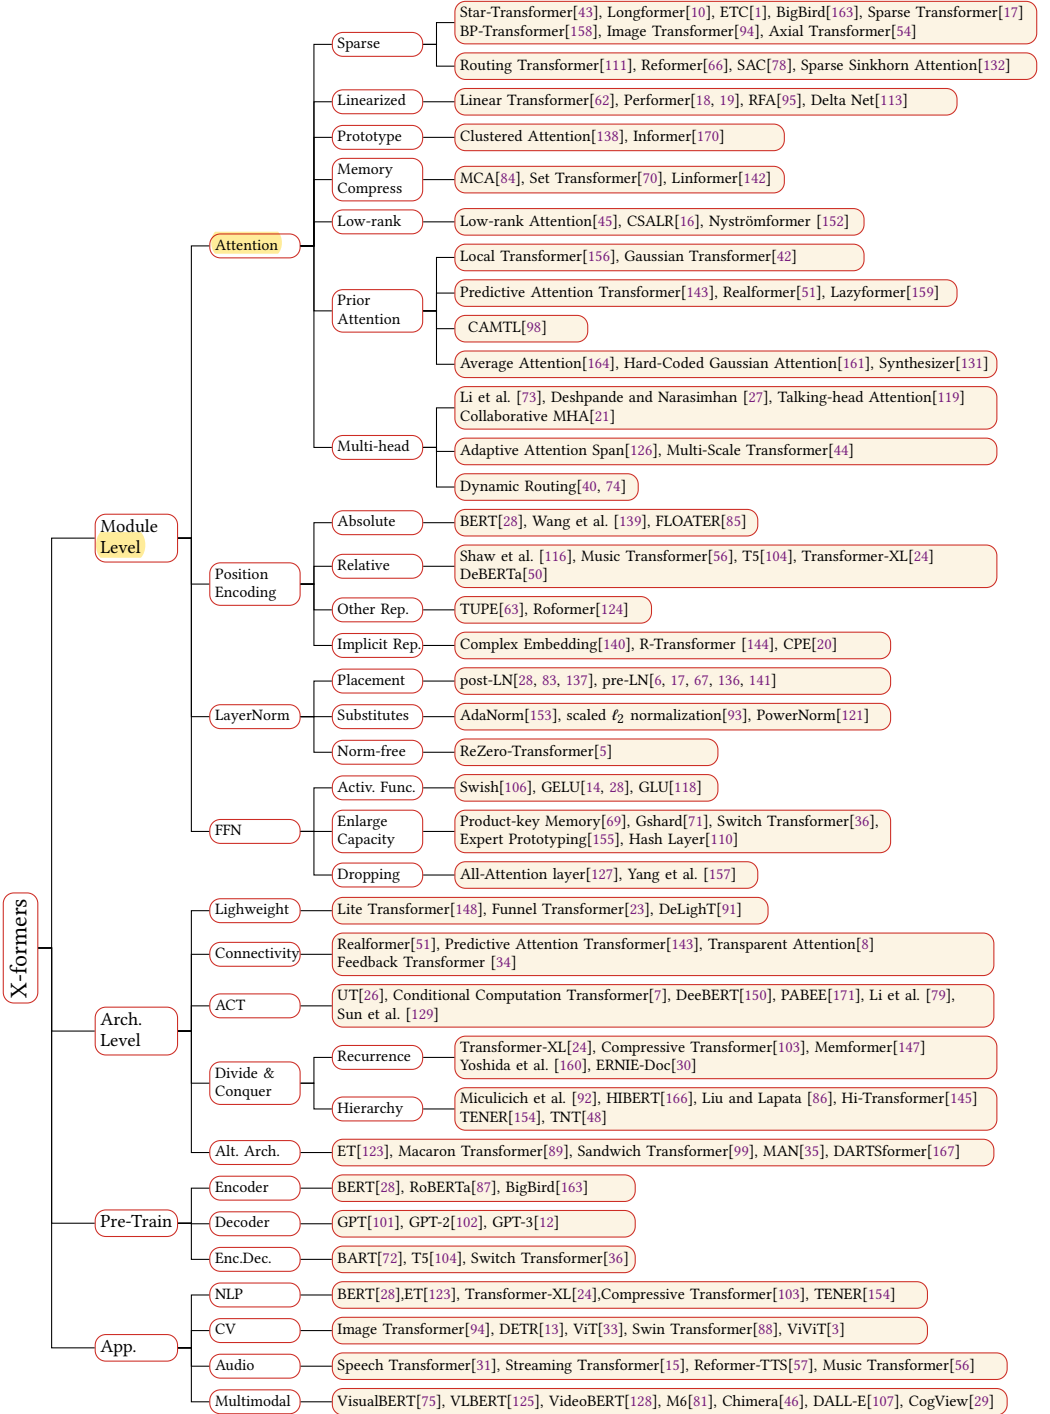 X-formers
Module
Level
Attention
Sparse
Star-Transformer[43], Longformer[10], ETC[1], BigBird[163], Sparse Transformer[17]
BP-Transformer[158], Image Transformer[94], Axial Transformer[54]
Routing Transformer[111], Reformer[66], SAC[78], Sparse Sinkhorn Attention[132]
Linearized
Linear Transformer[62], Performer[18, 19], RFA[95], Delta Net[113]
Prototype
Clustered Attention[138], Informer[170]
Memory
Compress
MCA[84], Set Transformer[70], Linformer[142]
Low-rank
Low-rank Attention[45], CSALR[16], Nyströmformer [152]
Prior
Attention
Local Transformer[156], Gaussian Transformer[42]
Predictive Attention Transformer[143], Realformer[51], Lazyformer[159]
CAMTL[98]
Average Attention[164], Hard-Coded Gaussian Attention[161], Synthesizer[131]
Multi-head
Li et al. [73], Deshpande and Narasimhan [27], Talking-head Attention[119]
Collaborative MHA[21]
Adaptive Attention Span[126], Multi-Scale Transformer[44]
Dynamic Routing[40, 74]
Position
Encoding
Absolute
BERT[28], Wang et al. [139], FLOATER[85]
Relative
Shaw et al. [116], Music Transformer[56], T5[104], Transformer-XL[24]
DeBERTa[50]
Other Rep.
TUPE[63], Roformer[124]
Implicit Rep.
Complex Embedding[140], R-Transformer [144], CPE[20]
LayerNorm
Placement
post-LN[28, 83, 137], pre-LN[6, 17, 67, 136, 141]
Substitutes
AdaNorm[153], scaled ℓ2 normalization[93], PowerNorm[121]
Norm-free
ReZero-Transformer[5]
FFN
Activ. Func.
Swish[106], GELU[14, 28], GLU[118]
Enlarge
Capacity
Product-key Memory[69], Gshard[71], Switch Transformer[36],
Expert Prototyping[155], Hash Layer[110]
Dropping
All-Attention layer[127], Yang et al. [157]
Arch.
Level
Lighweight
Lite Transformer[148], Funnel Transformer[23], DeLighT[91]
Connectivity
Realformer[51], Predictive Attention Transformer[143], Transparent Attention[8]
Feedback Transformer [34]
ACT
UT[26], Conditional Computation Transformer[7], DeeBERT[150], PABEE[171], Li et al. [79],
Sun et al. [129]
Divide &
Conquer
Recurrence
Transformer-XL[24], Compressive Transformer[103], Memformer[147]
Yoshida et al. [160], ERNIE-Doc[30]
Hierarchy
Miculicich et al. [92], HIBERT[166], Liu and Lapata [86], Hi-Transformer[145]
TENER[154], TNT[48]
Alt. Arch.
ET[123], Macaron Transformer[89], Sandwich Transformer[99], MAN[35], DARTSformer[167]
Pre-Train
Encoder
BERT[28], RoBERTa[87], BigBird[163]
Decoder
GPT[101], GPT-2[102], GPT-3[12]
Enc.Dec.
BART[72], T5[104], Switch Transformer[36]
App.
NLP
BERT[28],ET[123], Transformer-XL[24],Compressive Transformer[103], TENER[154]
CV
Image Transformer[94], DETR[13], ViT[33], Swin Transformer[88], ViViT[3]
Audio
Speech Transformer[31], Streaming Transformer[15], Reformer-TTS[57], Music Transformer[56]
Multimodal
VisualBERT[75], VLBERT[125], VideoBERT[128], M6[81], Chimera[46], DALL-E[107], CogView[29]